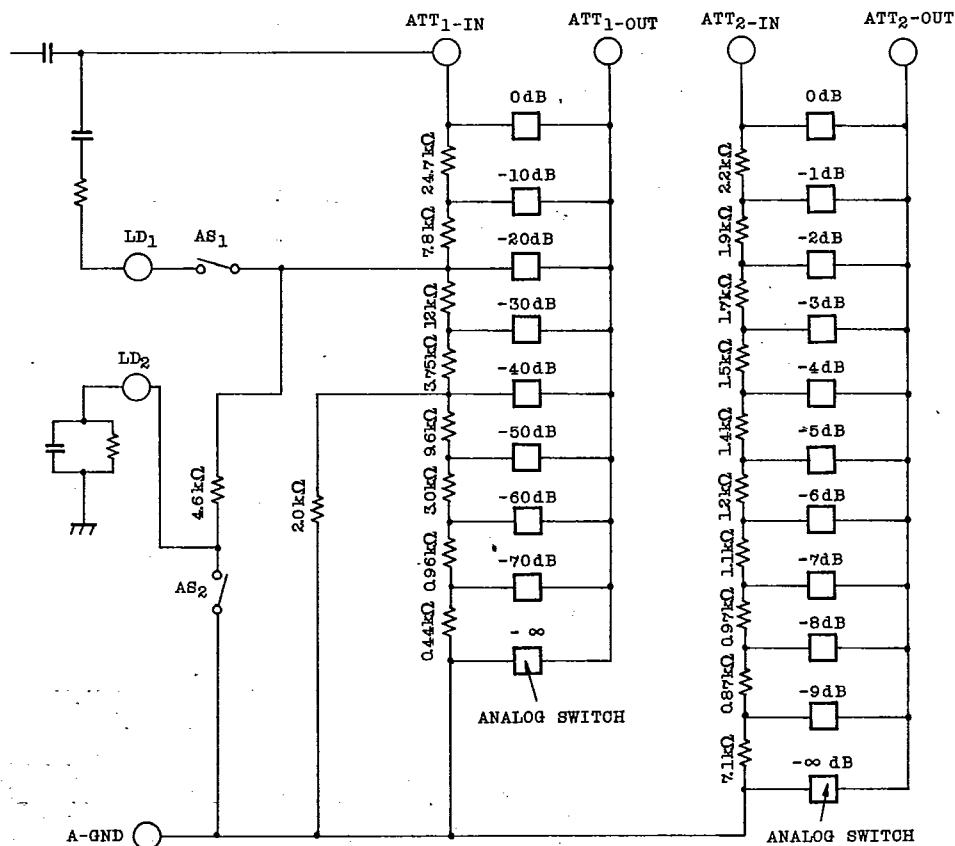 ATT1-IN
ATT1-OUT
ATT2-IN
ATT2-OUT
0dB
24.7kΩ
-10dB
7.8kΩ
-20dB
12kΩ
-30dB
3.75kΩ
-40dB
9.6kΩ
-50dB
3.0kΩ
-60dB
0.96kΩ
-70dB
0.44kΩ
- ∞
ANALOG SWITCH
LD1
AS1
LD2
4.6kΩ
2.0kΩ
AS2
A-GND
0dB
2.2kΩ
-1dB
1.9kΩ
-2dB
1.7kΩ
-3dB
1.5kΩ
-4dB
1.4kΩ
-5dB
1.2kΩ
-6dB
1.1kΩ
-7dB
0.97kΩ
-8dB
0.87kΩ
-9dB
7.1kΩ
-∞ dB
ANALOG SWITCH